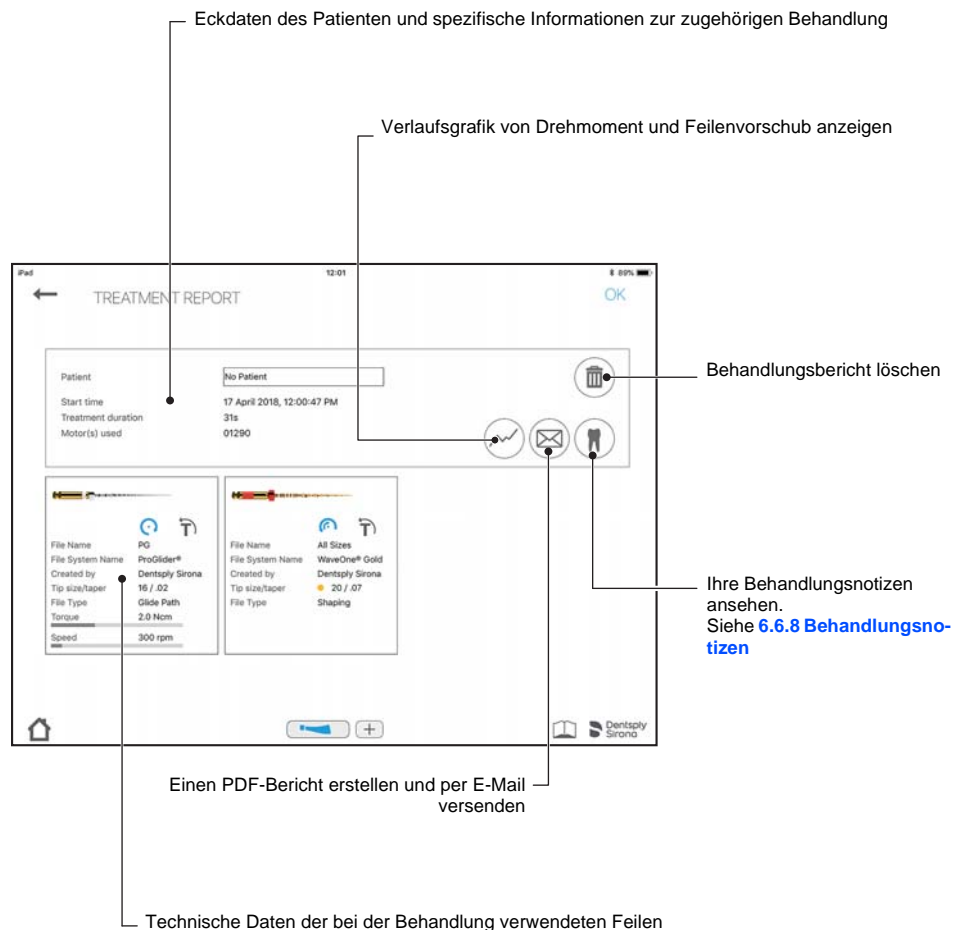 Eckdaten des Patienten und spezifische Informationen zur zugehörigen Behandlung
Verlaufsgrafik von Drehmoment und Feilenvorschub anzeigen
iPad
12:01
89%
TREATMENT REPORT
OK
Patient
No Patient
Start time
17 April 2018, 12:00:47 PM
Treatment duration
31s
Motor(s) used
01290
Behandlungsbericht löschen
T
File Name
PG
File System Name
ProGlider®
Created by
Dentsply Sirona
Tip size/taper
16 / .02
File Type
Glide Path
Torque
2.0 Ncm
Speed
300 rpm
T
File Name
All Sizes
File System Name
WaveOne® Gold
Created by
Dentsply Sirona
Tip size/taper
20 / .07
File Type
Shaping
Ihre Behandlungsnotizen
ansehen.
Siehe 6.6.8 Behandlungsno-
tizen
Dentsply
Sirona
Einen PDF-Bericht erstellen und per E-Mail
versenden
Technische Daten der bei der Behandlung verwendeten Feilen